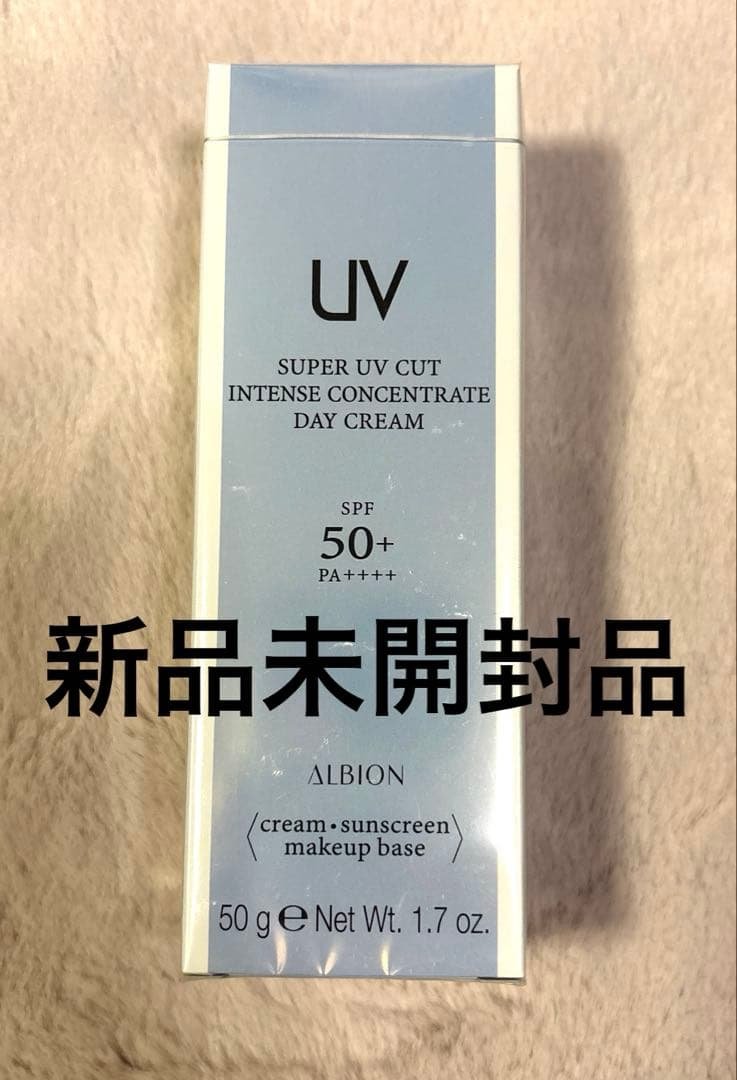 UV
SUPER UV CUT
INTENSE CONCENTRATE
DAY CREAM
SPF
50+
PA++++
新品未開封品
ALBION
〈cream・sunscreen
makeup base〉
50 g ℮ Net Wt. 1.7 oz.